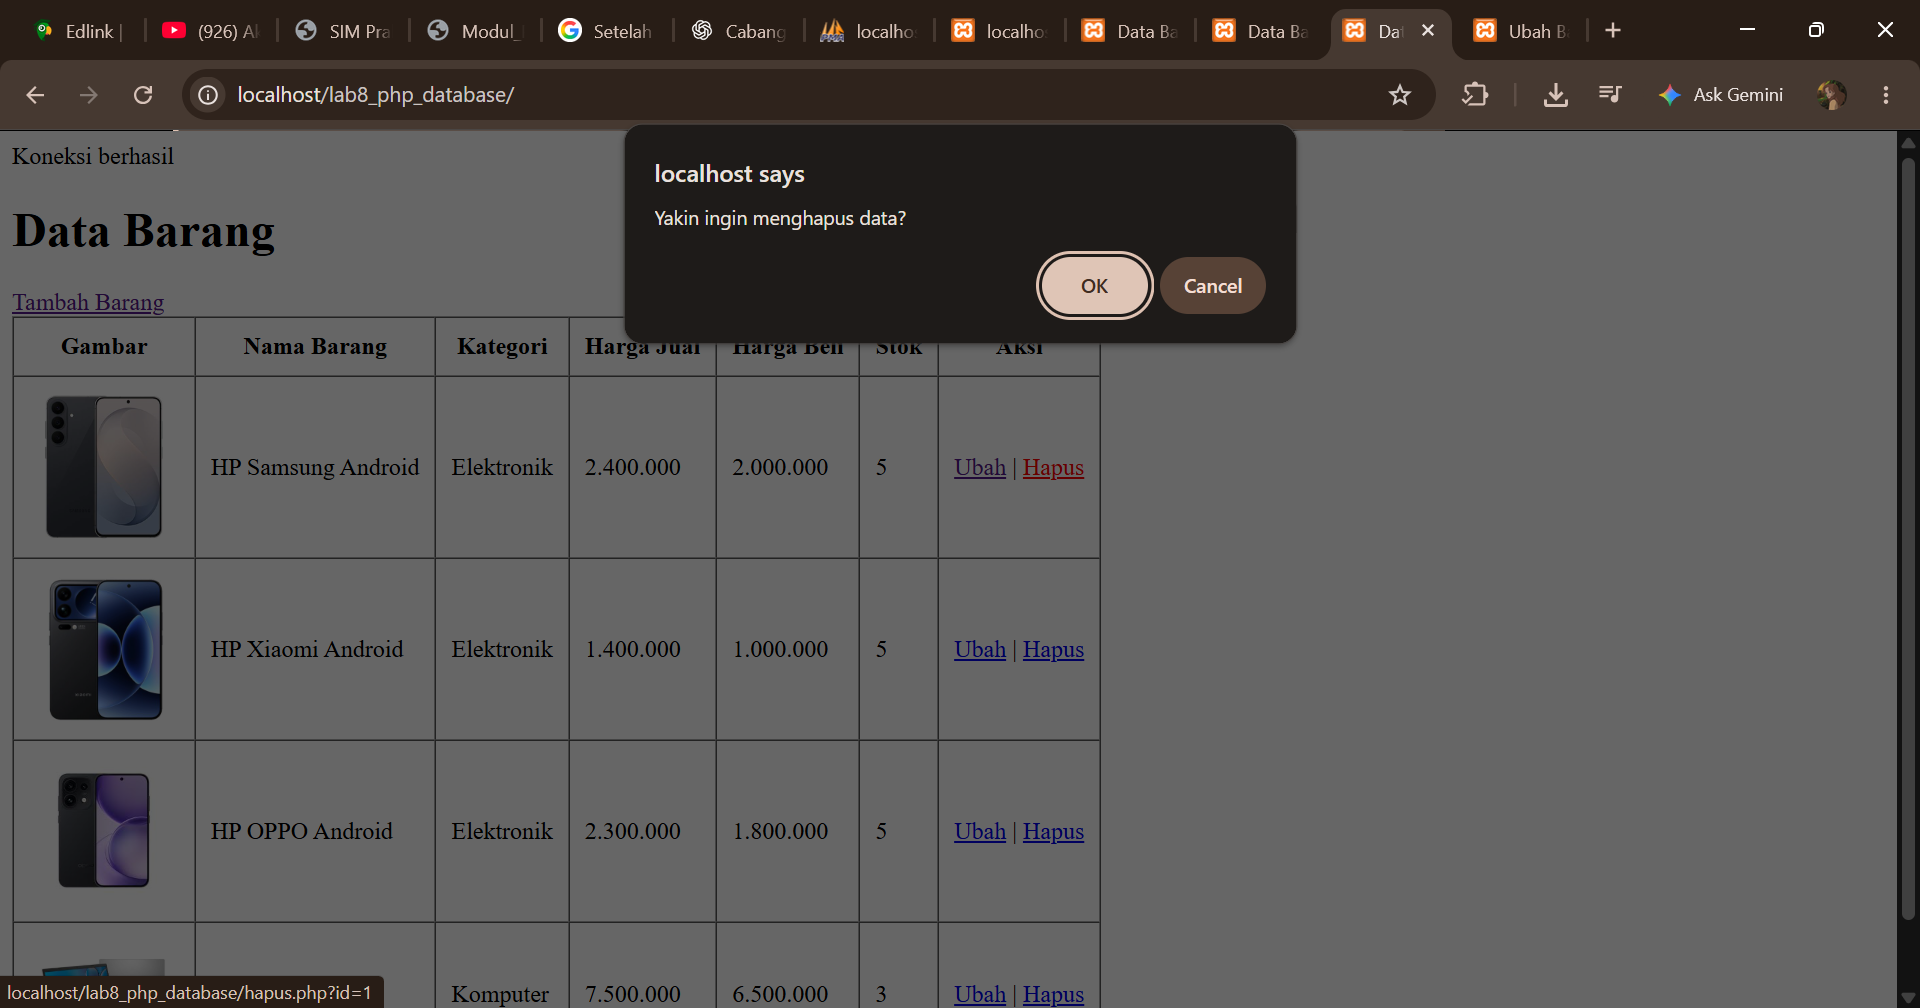 Edlink
(926) A
SIM Pra
Modul_
Setelah
Cabang
localho
localho
Data Ba
Data Ba
Dat
Ubah B
localhost/lab8_php_database/
Ask Gemini
Koneksi berhasil
localhost says
Yakin ingin menghapus data?
OK
Cancel
Data Barang
Tambah Barang
Gambar Nama Barang Kategori Harga Jual Harga Beli Stok Aksi
HP Samsung Android Elektronik 2.400.000 2.000.000 5 Ubah | Hapus
HP Xiaomi Android Elektronik 1.400.000 1.000.000 5 Ubah | Hapus
HP OPPO Android Elektronik 2.300.000 1.800.000 5 Ubah | Hapus
Komputer 7.500.000 6.500.000 3 Ubah | Hapus
localhost/lab8_php_database/hapus.php?id=1